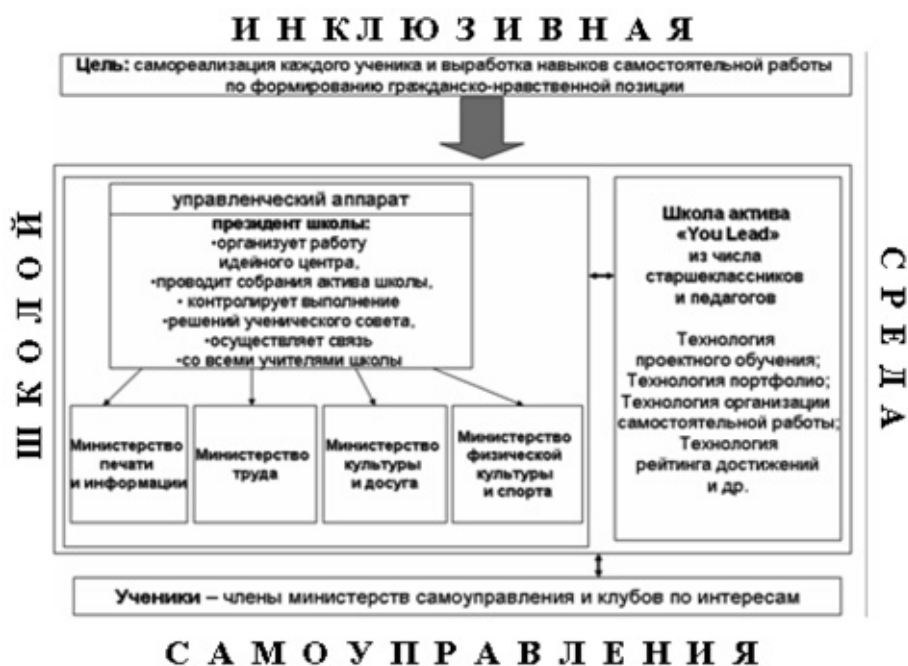 ИНКЛЮЗИВНАЯ
Цель: самореализация каждого ученика и выработка навыков самостоятельной работы
по формированию гражданско-нравственной позиции
ШКОЛОЙ
управленческий аппарат
президент школы:
•организует работу
идейного центра,
•проводит собрания актива школы,
• контролирует выполнение
•решений ученического совета,
•осуществляет связь
•со всеми учителями школы
Министерство
печати
и информации
Министерство
труда
Министерство
культуры
и досуга
Министерство
физической
культуры
и спорта
Школа актива
«You Lead»
из числа
старшеклассников
и педагогов
Технология
проектного обучения;
Технология портфолио;
Технология организации
самостоятельной работы;
Технология
рейтинга достижений
и др.
СРЕДА
Ученики – члены министерств самоуправления и клубов по интересам
САМОУПРАВЛЕНИЯ